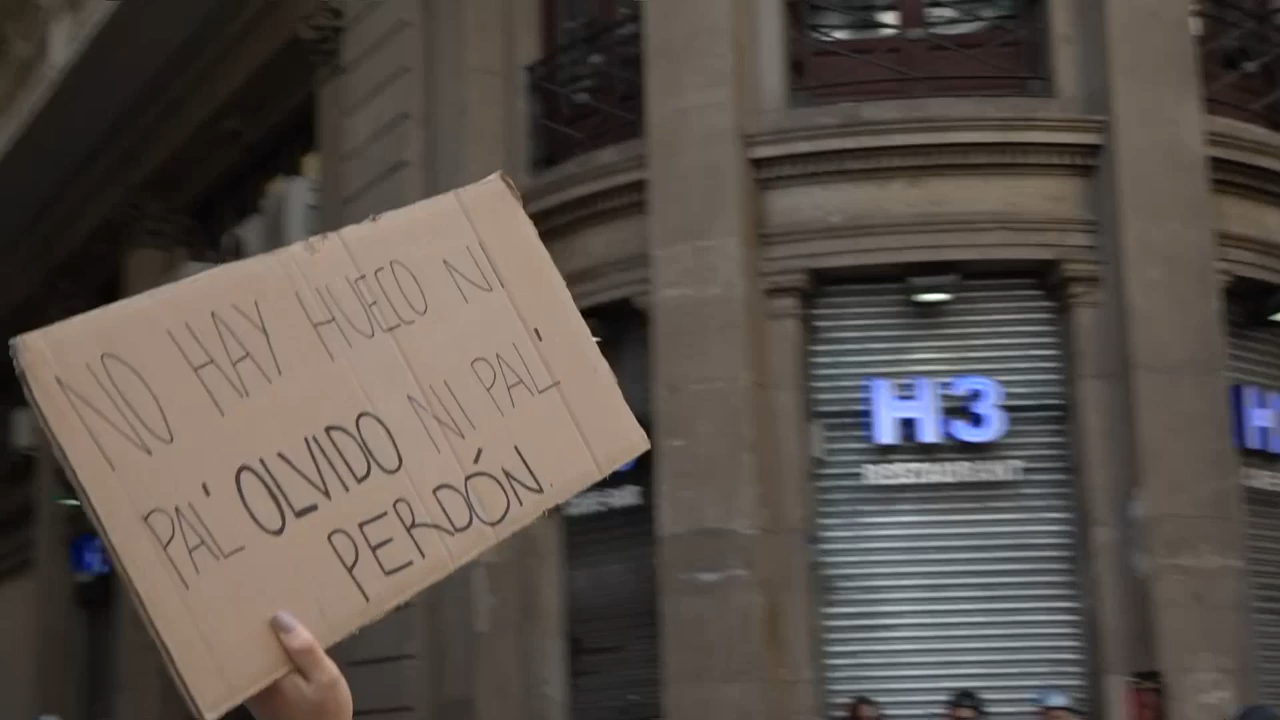 NO HAY HUECO NI
PAL' OLVIDO NI PAL'
PERDÓN.
H3
RESTAURANT
H